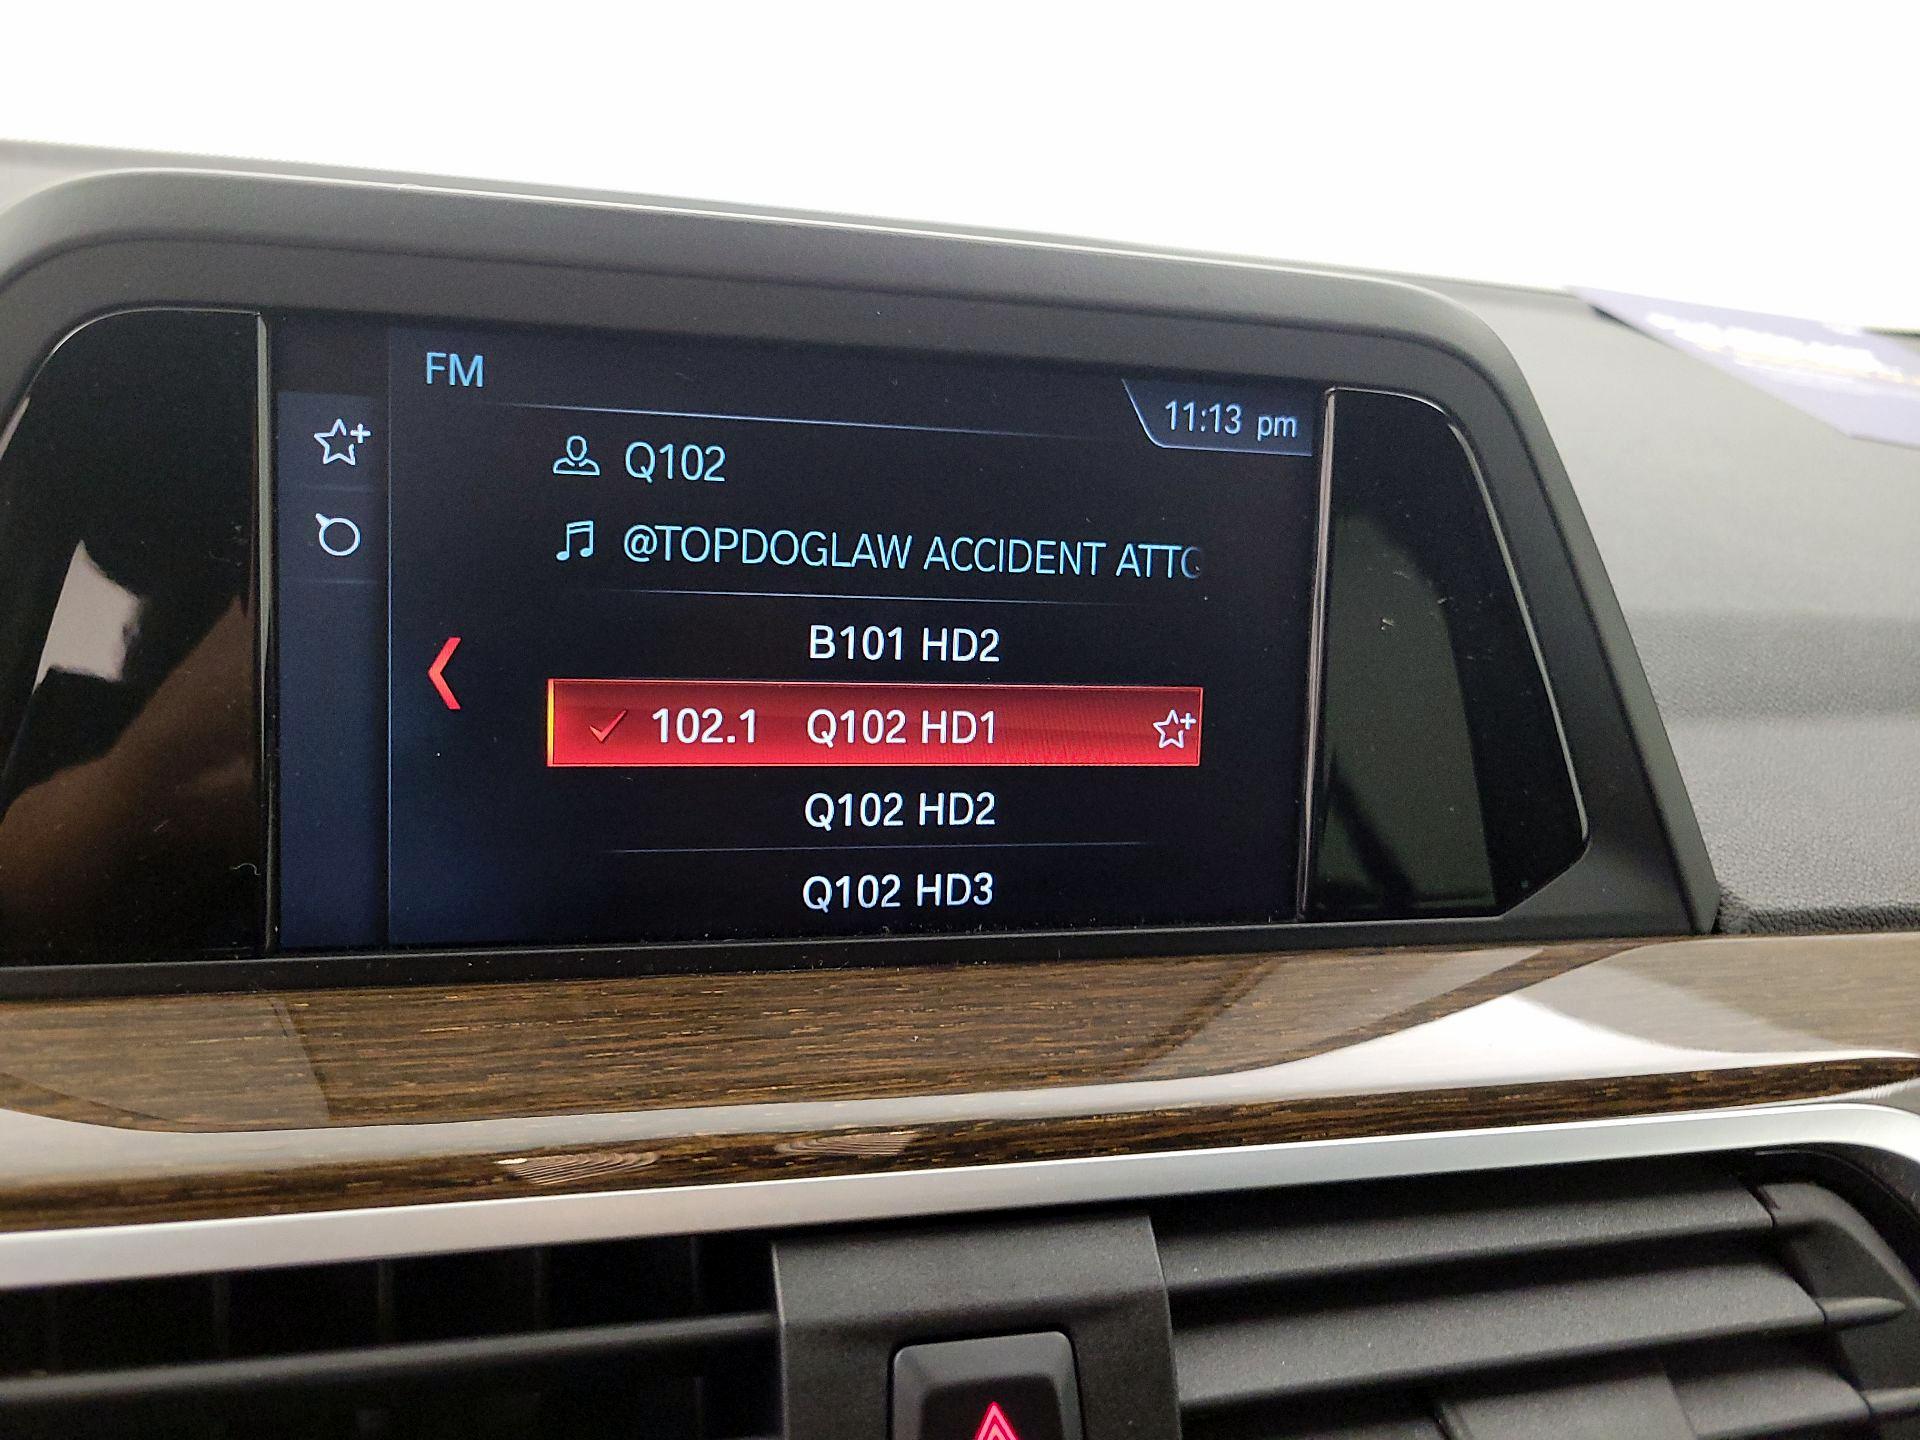 FM
11:13 pm
Q102
@TOPDOGLAW ACCIDENT ATTO
B101 HD2
102.1 Q102 HD1
Q102 HD2
Q102 HD3